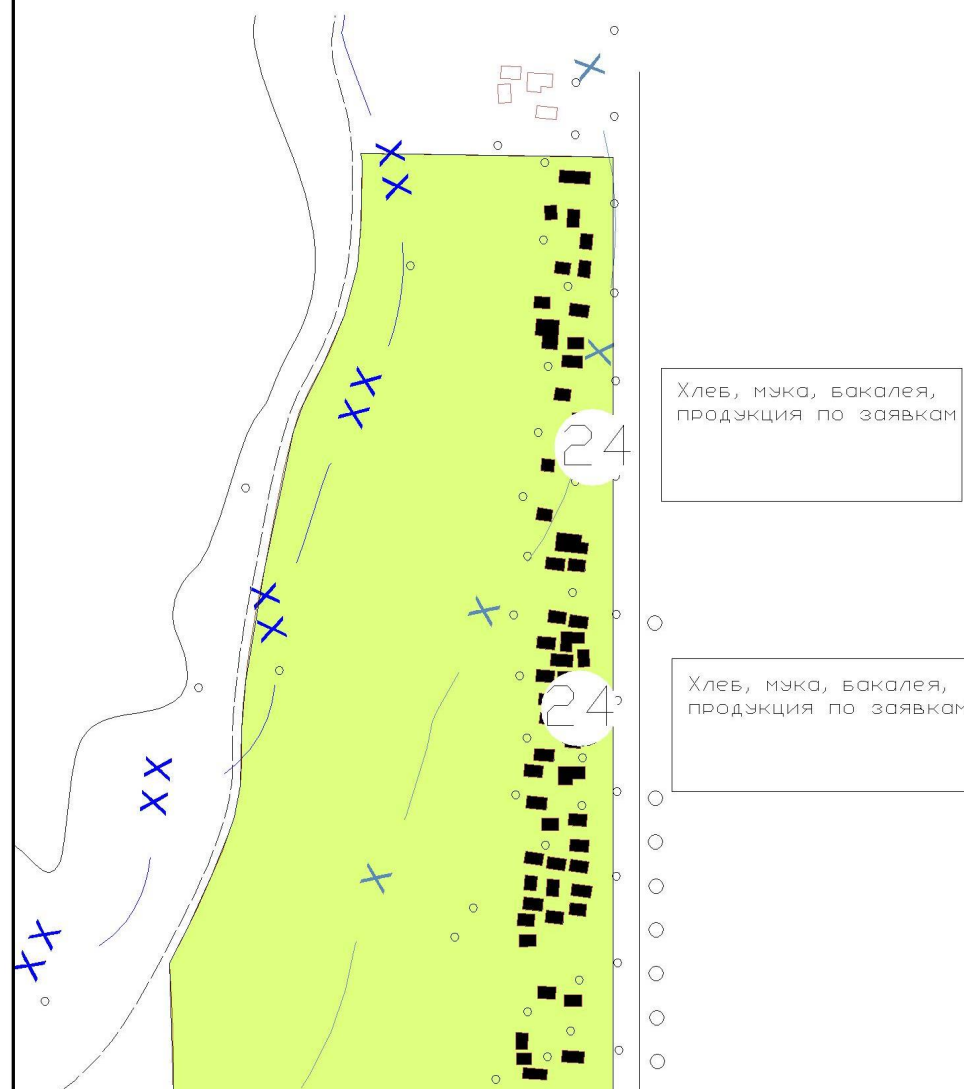 Хлеб, мука, бакалея,
продукция по заявкам
24
24
Хлеб, мука, бакалея,
продукция по заявкам